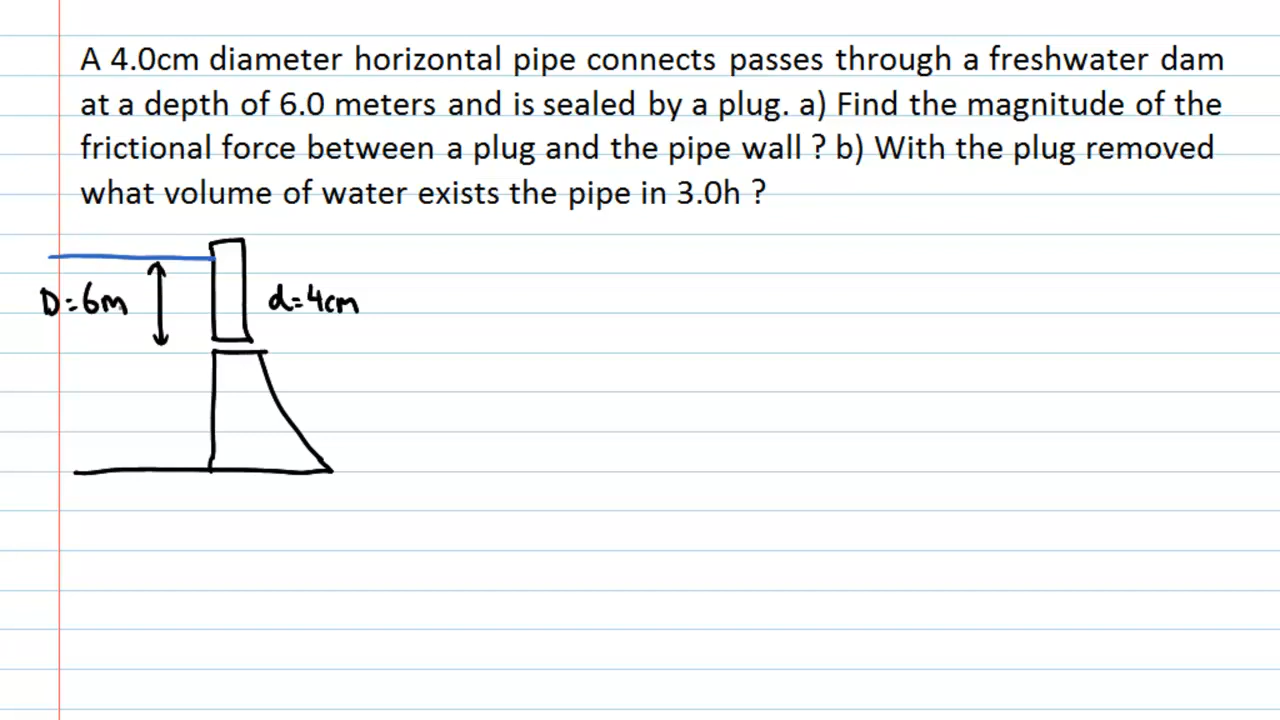 A 4.0cm diameter horizontal pipe connects passes through a freshwater dam
at a depth of 6.0 meters and is sealed by a plug. a) Find the magnitude of the
frictional force between a plug and the pipe wall ? b) With the plug removed
what volume of water exists the pipe in 3.0h ?
D=6m
d=4cm